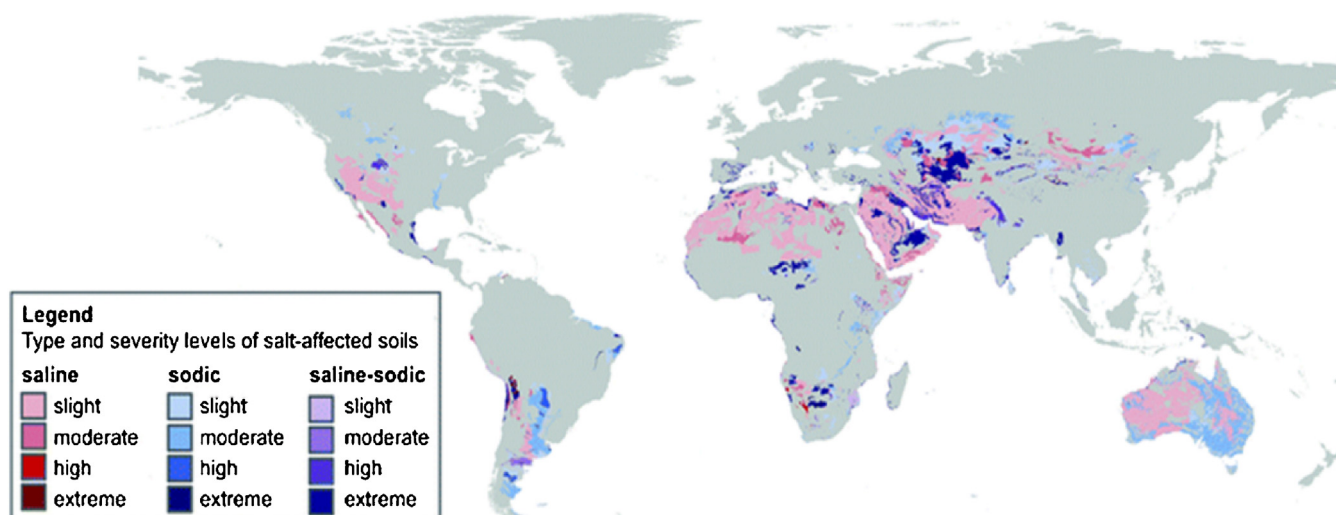 Legend
Type and severity levels of salt-affected soils
saline sodic saline-sodic
slight slight slight
moderate moderate moderate
high high high
extreme extreme extreme